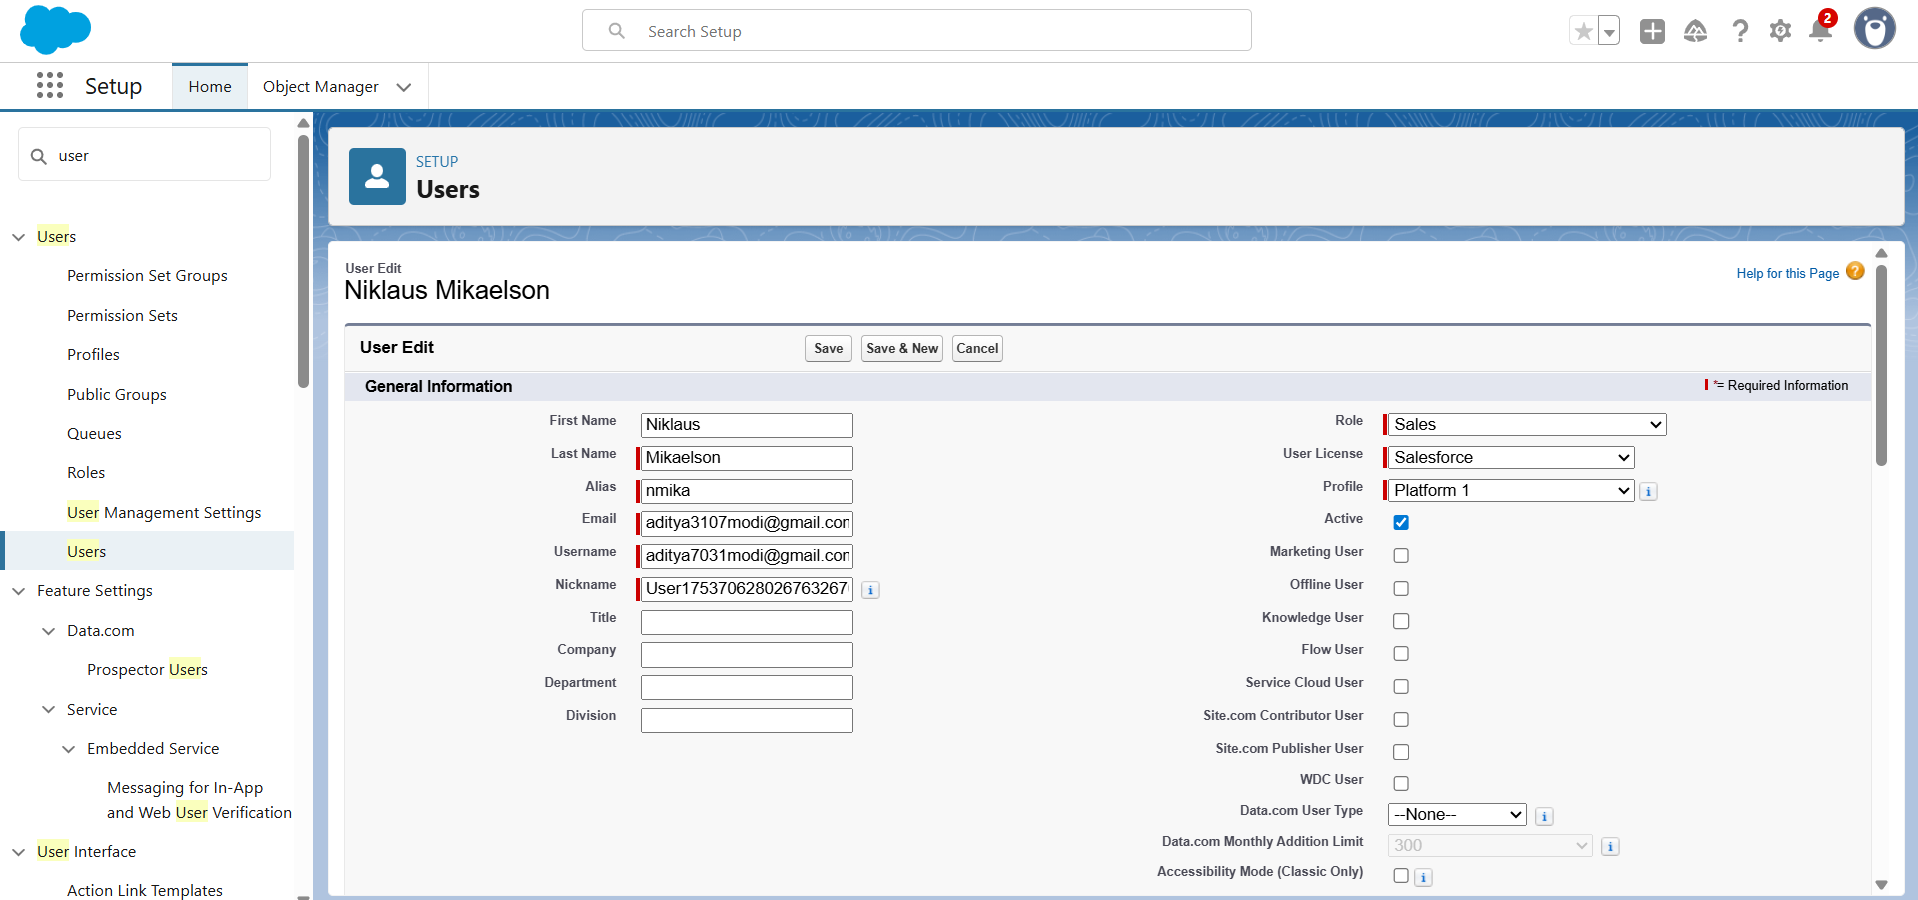 Search Setup
2
Setup
Home
Object Manager
user
Users
Permission Set Groups
Permission Sets
Profiles
Public Groups
Queues
Roles
User Management Settings
Users
Feature Settings
Data.com
Prospector Users
Service
Embedded Service
Messaging for In-App
and Web User Verification
User Interface
Action Link Templates
SETUP
Users
User Edit
Niklaus Mikaelson
Help for this Page ?
User Edit
Save
Save & New
Cancel
General Information
*= Required Information
First Name Niklaus
Last Name Mikaelson
Alias nmika
Email aditya3107modi@gmail.com
Username aditya7031modi@gmail.com
Nickname User17537062802676326
Title
Company
Department
Division
Role Sales
User License Salesforce
Profile Platform 1
Active
Marketing User
Offline User
Knowledge User
Flow User
Service Cloud User
Site.com Contributor User
Site.com Publisher User
WDC User
Data.com User Type --None--
Data.com Monthly Addition Limit 300
Accessibility Mode (Classic Only)